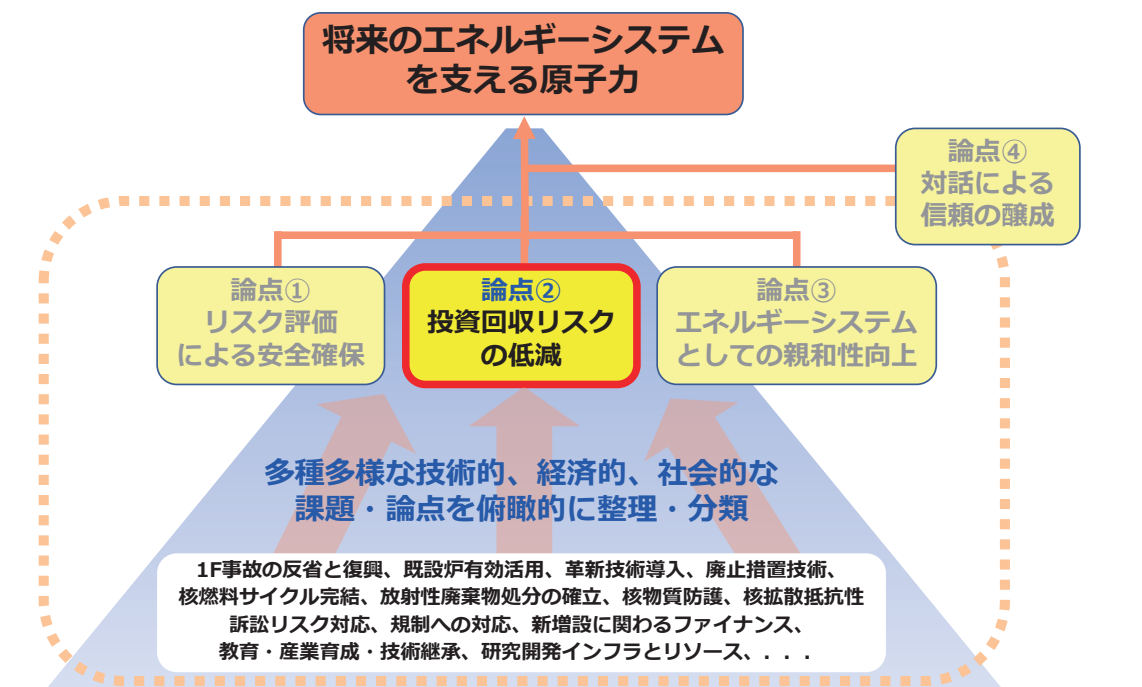 将来のエネルギーシステム
を支える原子力
論点④
対話による
信頼の醸成
論点①
リスク評価
による安全確保
論点②
投資回収リスク
の低減
論点③
エネルギーシステム
としての親和性向上
多種多様な技術的、経済的、社会的な
課題・論点を俯瞰的に整理・分類
1F事故の反省と復興、既設炉有効活用、革新技術導入、廃止措置技術、
核燃料サイクル完結、放射性廃棄物処分の確立、核物質防護、核拡散抵抗性
訴訟リスク対応、規制への対応、新増設に関わるファイナンス、
教育・産業育成・技術継承、研究開発インフラとリソース、．．．